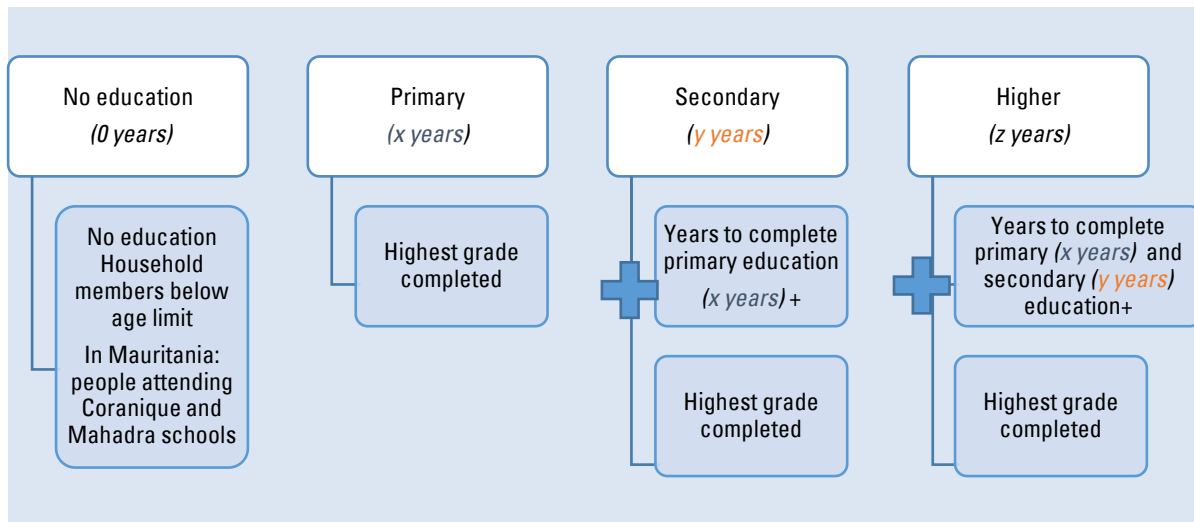 No education
(0 years)
No education
Household
members below
age limit
In Mauritania:
people attending
Coranique and
Mahadra schools
Primary
(x years)
Highest grade
completed
Secondary
(y years)
Years to complete
primary education
(x years) +
Highest grade
completed
Higher
(z years)
Years to complete
primary (x years) and
secondary (y years)
education+
Highest grade
completed